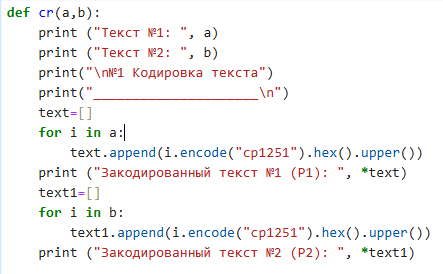 def cr(a,b):
    print ("Текст №1: ", a)
    print ("Текст №2: ", b)
    print("\n№1 Кодировка текста")
    print("_____________________\n")
    text=[]
    for i in a:
        text.append(i.encode("cp1251").hex().upper())
    print ("Закодированный текст №1 (P1): ", *text)
    text1=[]
    for i in b:
        text1.append(i.encode("cp1251").hex().upper())
    print ("Закодированный текст №2 (P2): ", *text1)